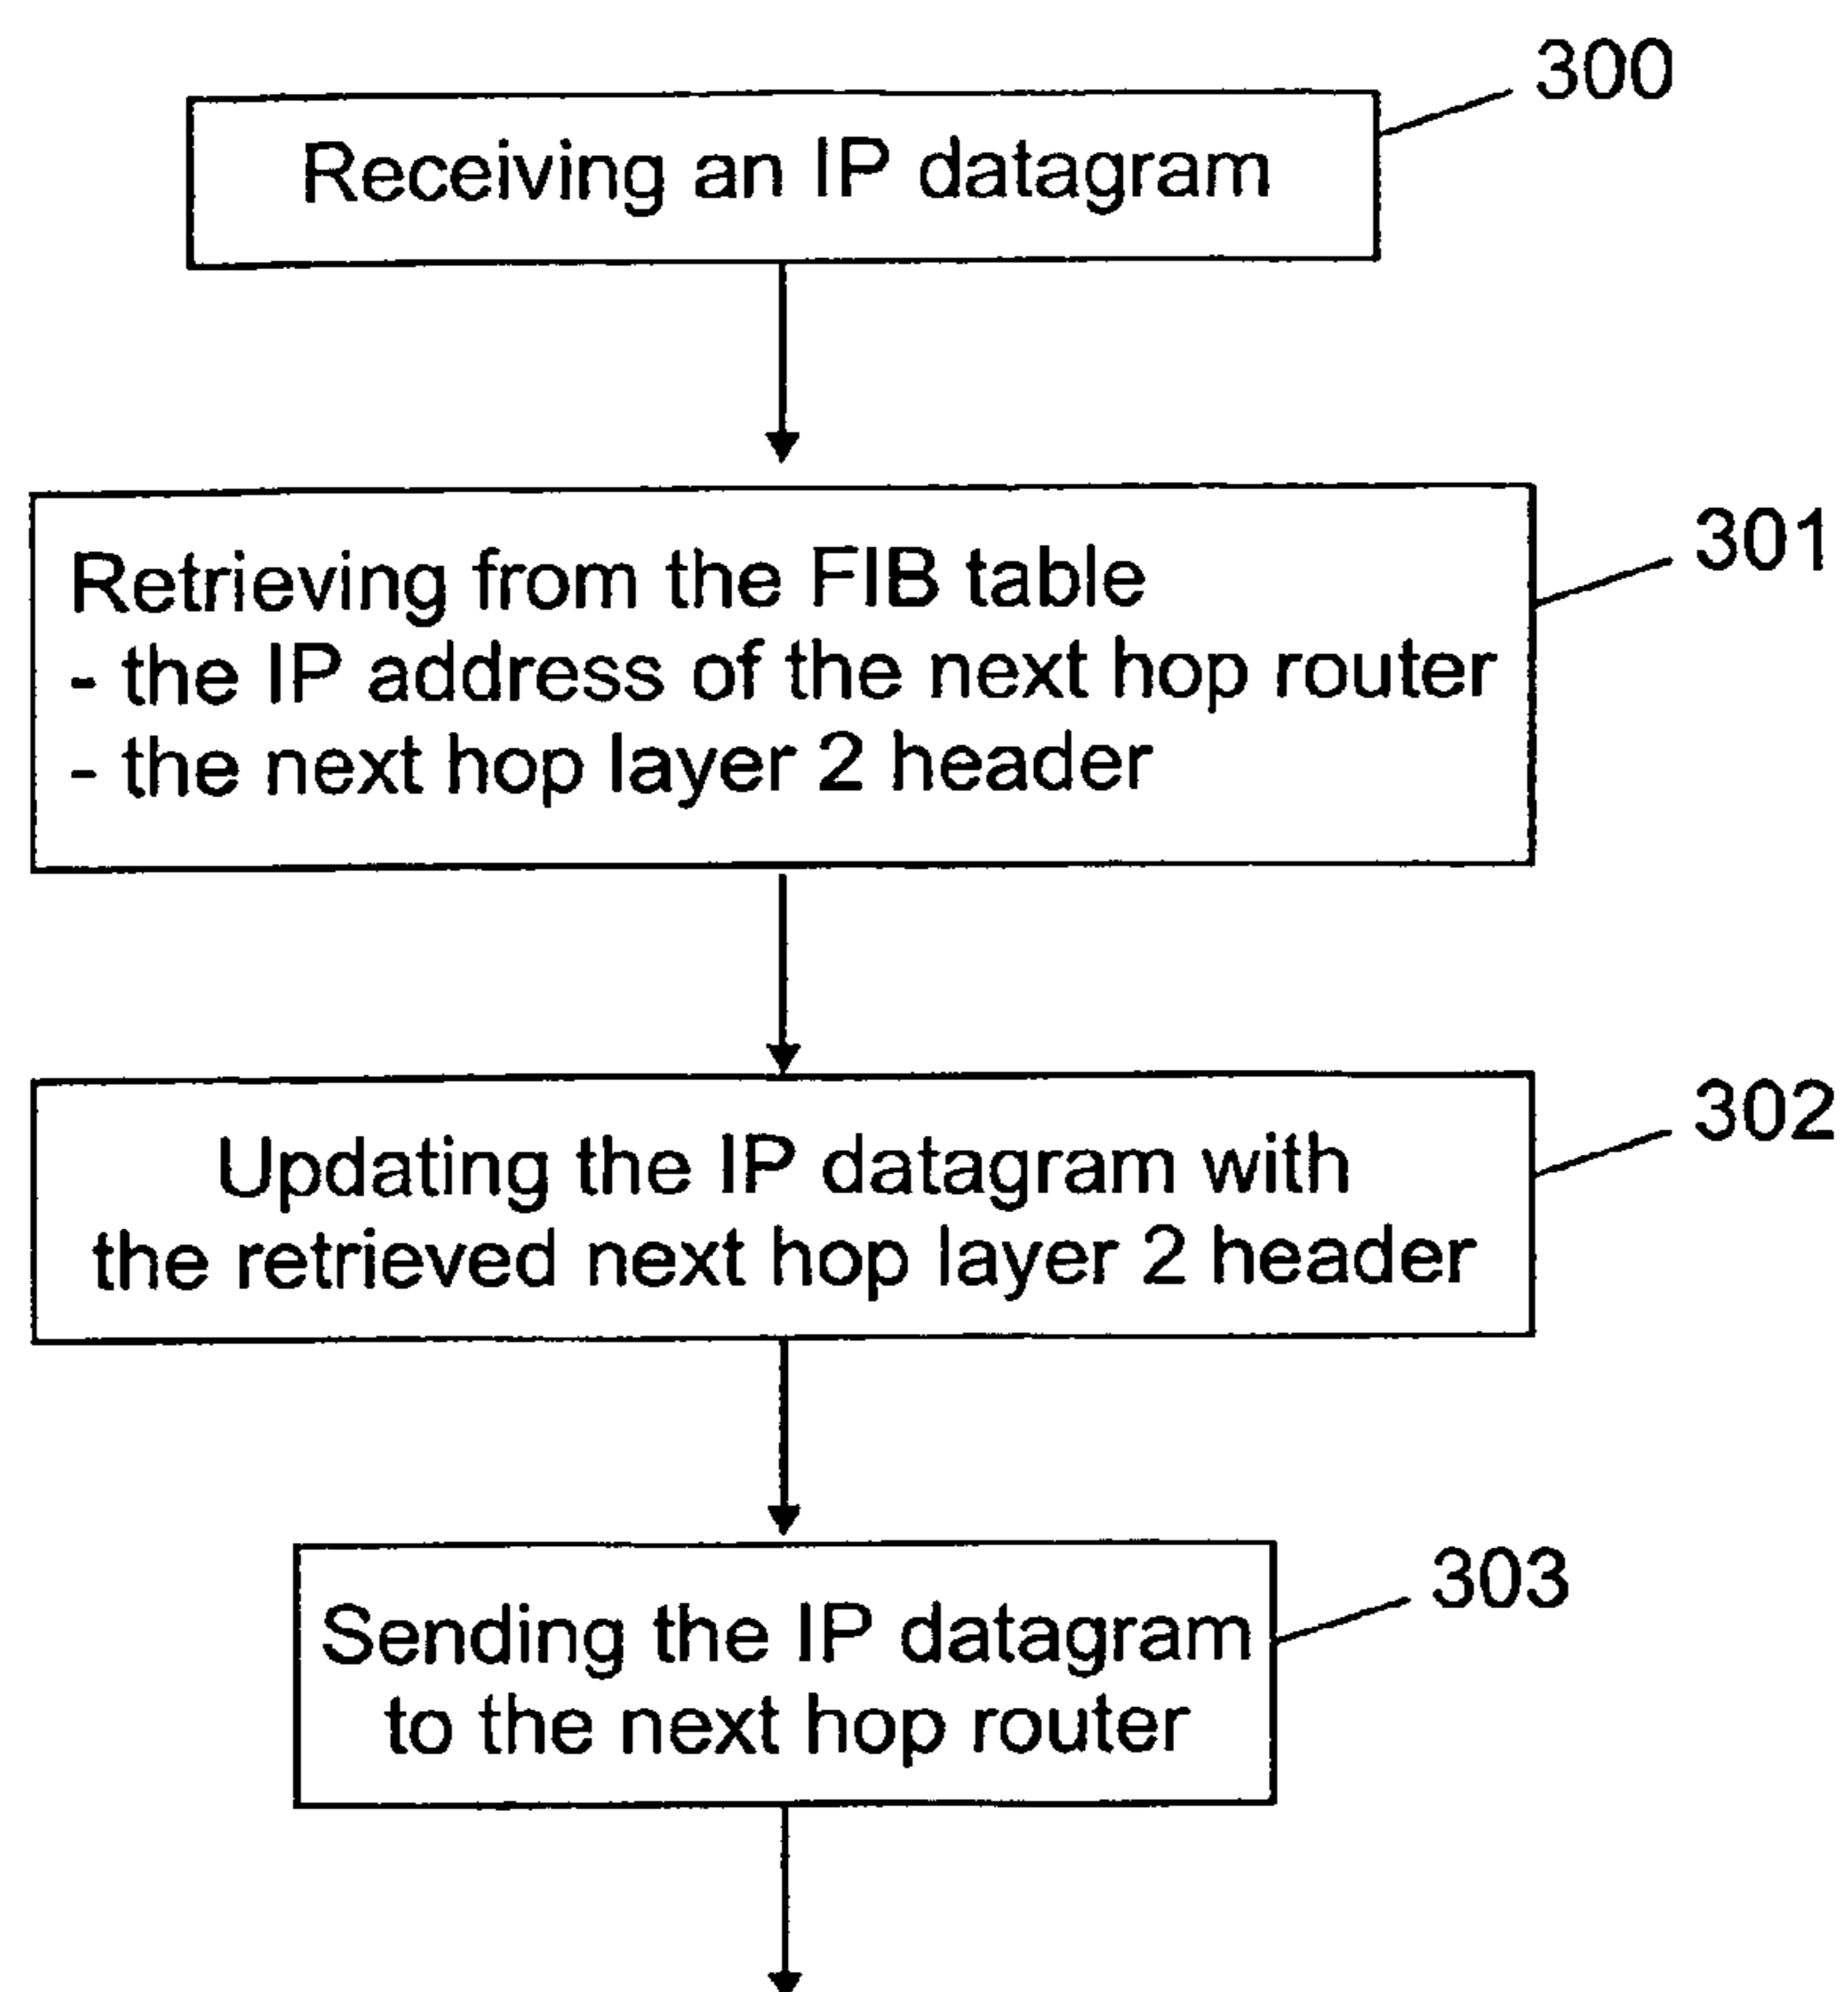 300
Receiving an IP datagram
301
Retrieving from the FIB table
- the IP address of the next hop router
- the next hop layer 2 header
302
Updating the IP datagram with
the retrieved next hop layer 2 header
303
Sending the IP datagram
to the next hop router